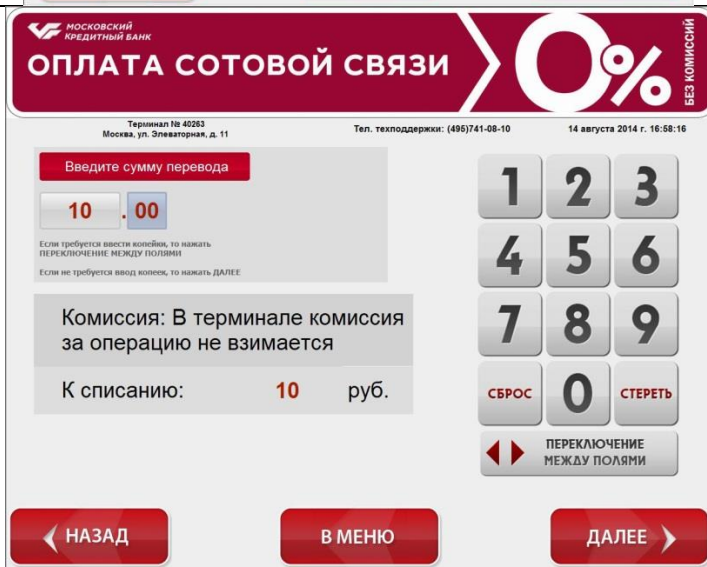 МОСКОВСКИЙ
КРЕДИТНЫЙ БАНК
ОПЛАТА СОТОВОЙ СВЯЗИ
0%
БЕЗ КОМИССИЙ
Терминал № 40263
Москва, ул. Элеваторная, д. 11
Тел. техподдержки: (495)741-08-10
14 августа 2014 г. 16:58:16
Введите сумму перевода
10 . 00
Если требуется ввести копейки, то нажать
ПЕРЕКЛЮЧЕНИЕ МЕЖДУ ПОЛЯМИ
Если не требуется ввод копеек, то нажать ДАЛЕЕ
Комиссия: В терминале комиссия
за операцию не взимается
К списанию: 10 руб.
1 2 3
4 5 6
7 8 9
СБРОС 0 СТЕРЕТЬ
ПЕРЕКЛЮЧЕНИЕ
МЕЖДУ ПОЛЯМИ
НАЗАД
В МЕНЮ
ДАЛЕЕ